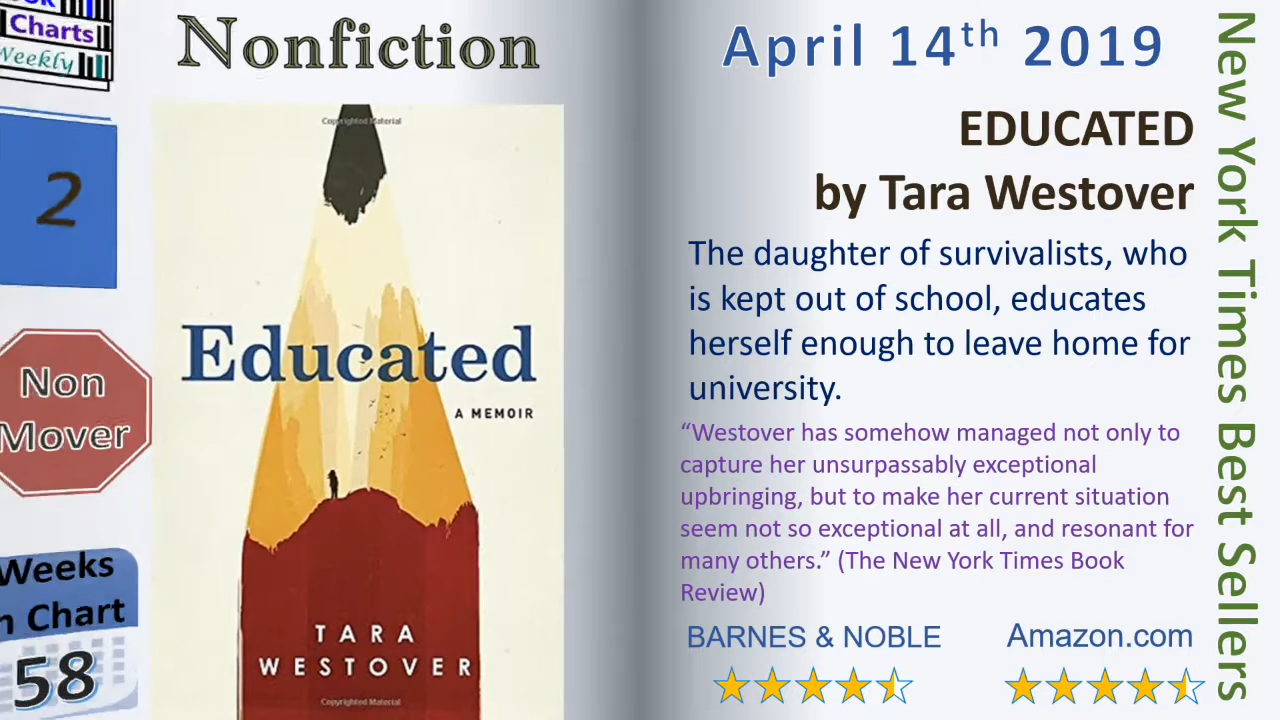 Charts
Weekly
2
Non
Mover
Weeks
Chart
58
Nonfiction
Copyrighted Material
Educated
A MEMOIR
TARA
WESTOVER
Copyrighted Material
April 14th 2019
EDUCATED
by Tara Westover
The daughter of survivalists, who
is kept out of school, educates
herself enough to leave home for
university.
“Westover has somehow managed not only to
capture her unsurpassably exceptional
upbringing, but to make her current situation
seem not so exceptional at all, and resonant for
many others.” (The New York Times Book
Review)
BARNES & NOBLE
Amazon.com
New York Times Best Sellers